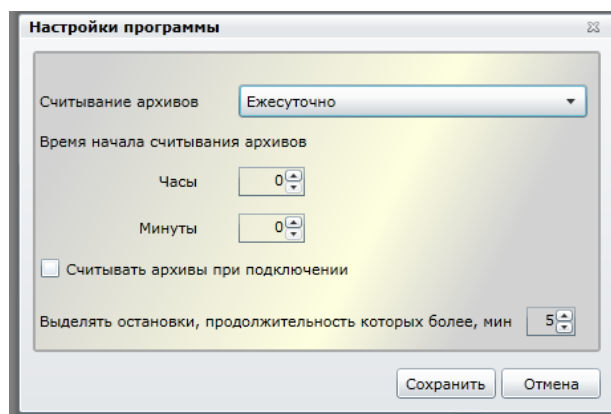 Настройки программы
Считывание архивов Ежесуточно
Время начала считывания архивов
Часы 0
Минуты 0
Считывать архивы при подключении
Выделять остановки, продолжительность которых более, мин 5
Сохранить Отмена